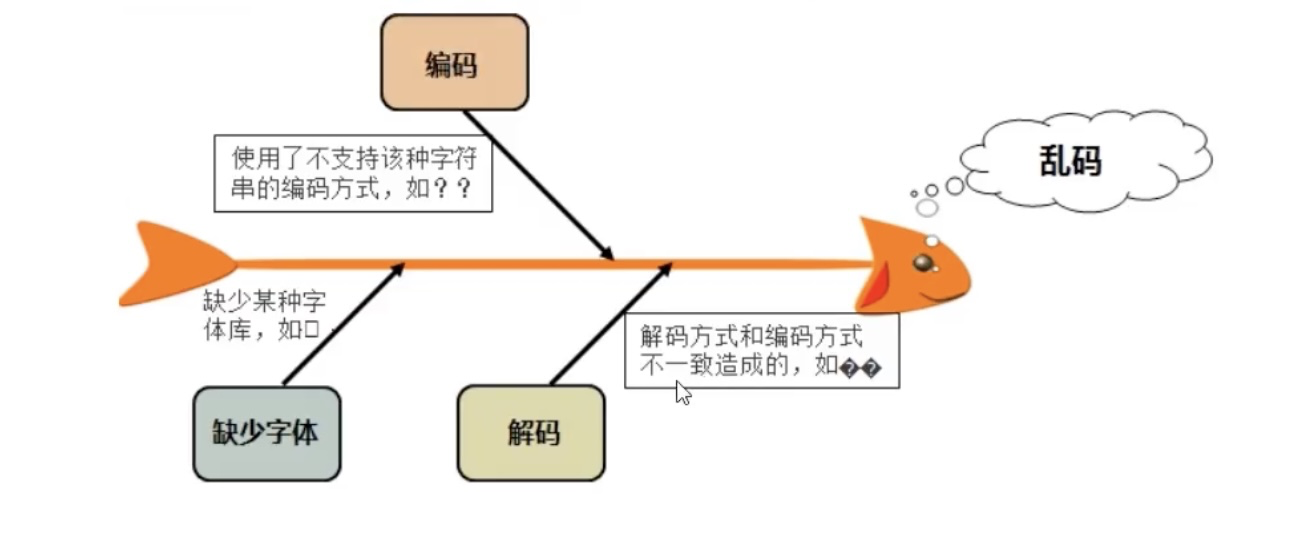 编码
使用了不支持该种字符
串的编码方式，如？？
乱码
缺少某种字
体库，如□
解码方式和编码方式
不一致造成的，如��
缺少字体
解码